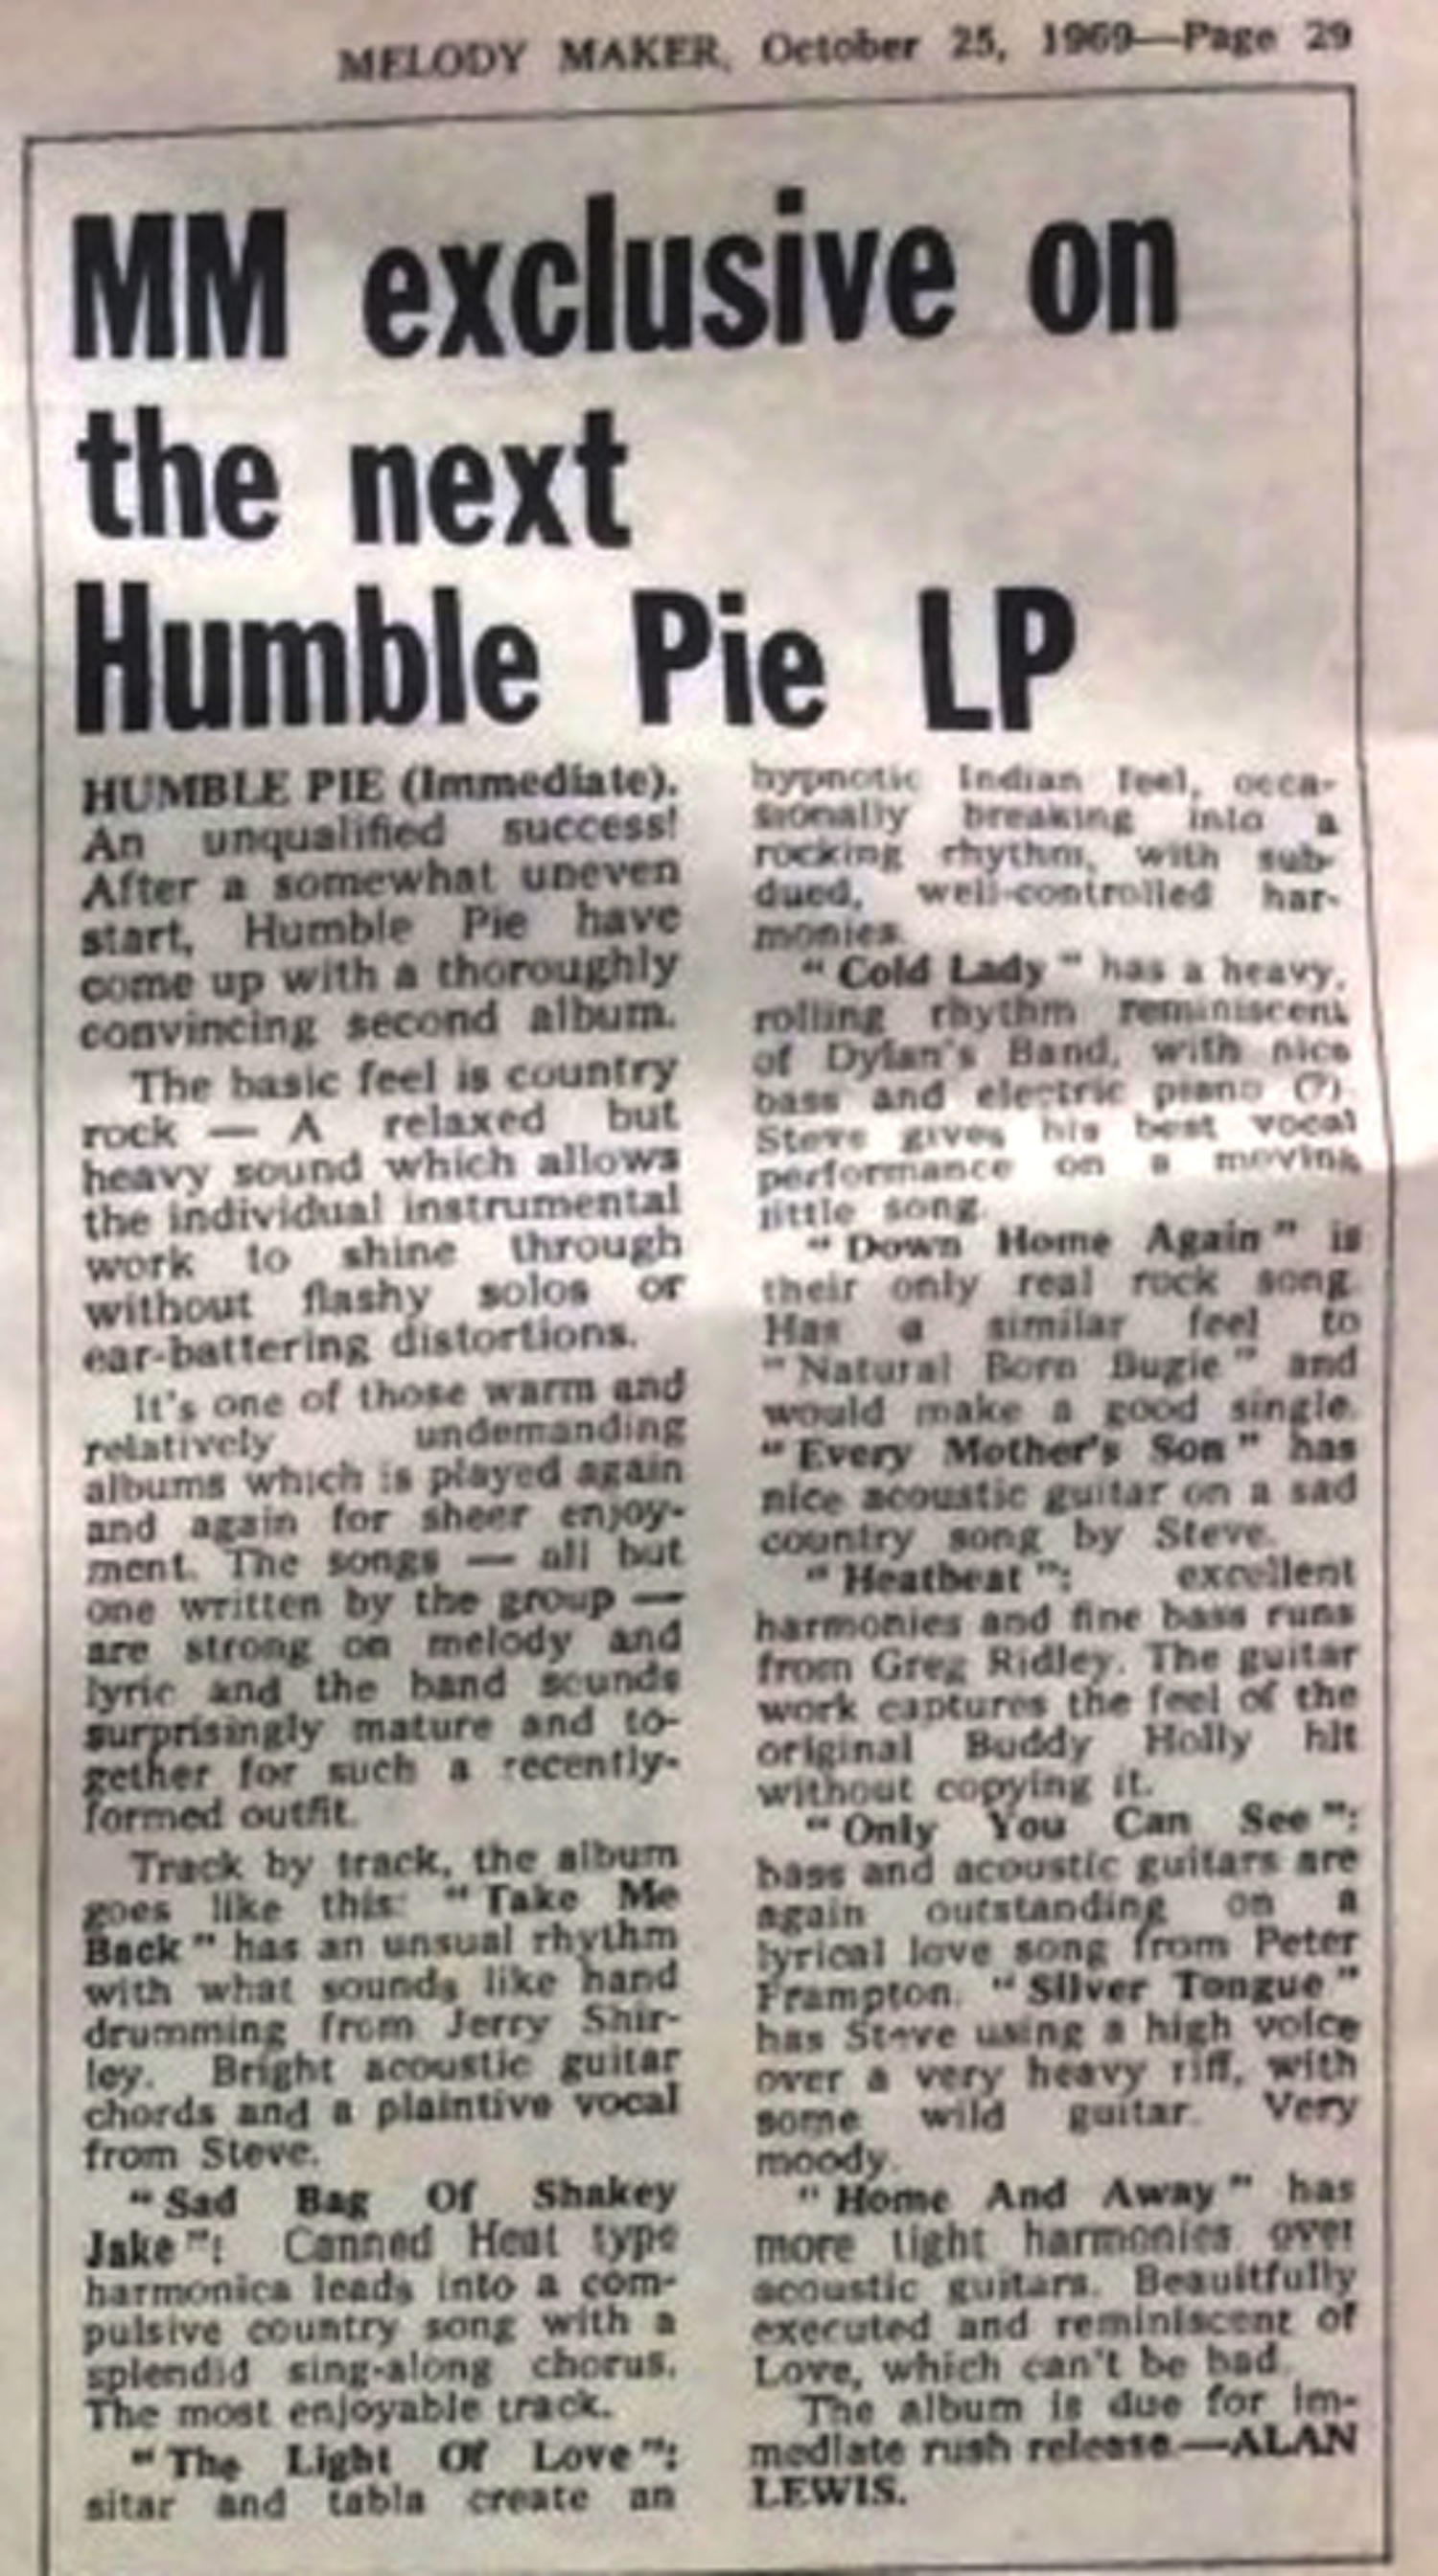 MELODY MAKER, October 25, 1969—Page 29
MM exclusive on
the next
Humble Pie LP
HUMBLE PIE (Immediate).
An unqualified success!
After a somewhat uneven
start, Humble Pie have
come up with a thoroughly
convincing second album.
The basic feel is country
rock — A relaxed but
heavy sound which allows
the individual instrumental
work to shine through
without flashy solos or
ear-battering distortions.
It's one of those warm and
relatively undemanding
albums which is played again
and again for sheer enjoy-
ment. The songs — all but
one written by the group —
are strong on melody and
lyric and the band sounds
surprisingly mature and to-
gether for such a recently-
formed outfit.
Track by track, the album
goes like this: "Take Me
Back" has an unsual rhythm
with what sounds like hand
drumming from Jerry Shir-
ley. Bright acoustic guitar
chords and a plaintive vocal
from Steve.
"Sad Bag Of Shakey
Jake": Canned Heat type
harmonica leads into a com-
pulsive country song with a
splendid sing-along chorus.
The most enjoyable track.
"The Light Of Love":
sitar and tabla create an
hypnotic Indian feel, occa-
sionally breaking into a
rocking rhythm, with sub-
dued, well-controlled har-
monies.
"Cold Lady" has a heavy,
rolling rhythm reminiscent
of Dylan's Band, with nice
bass and electric piano (?).
Steve gives his best vocal
performance on a moving
little song.
"Down Home Again" is
their only real rock song.
Has a similar feel to
"Natural Born Bugie" and
would make a good single.
"Every Mother's Son" has
nice acoustic guitar on a sad
country song by Steve.
"Heatbeat": excellent
harmonies and fine bass runs
from Greg Ridley. The guitar
work captures the feel of the
original Buddy Holly hit
without copying it.
"Only You Can See":
bass and acoustic guitars are
again outstanding on a
lyrical love song from Peter
Frampton. "Silver Tongue"
has Steve using a high voice
over a very heavy riff, with
some wild guitar. Very
moody.
"Home And Away" has
more tight harmonies over
acoustic guitars. Beauitfully
executed and reminiscent of
Love, which can't be bad.
The album is due for im-
mediate rush release.—ALAN
LEWIS.